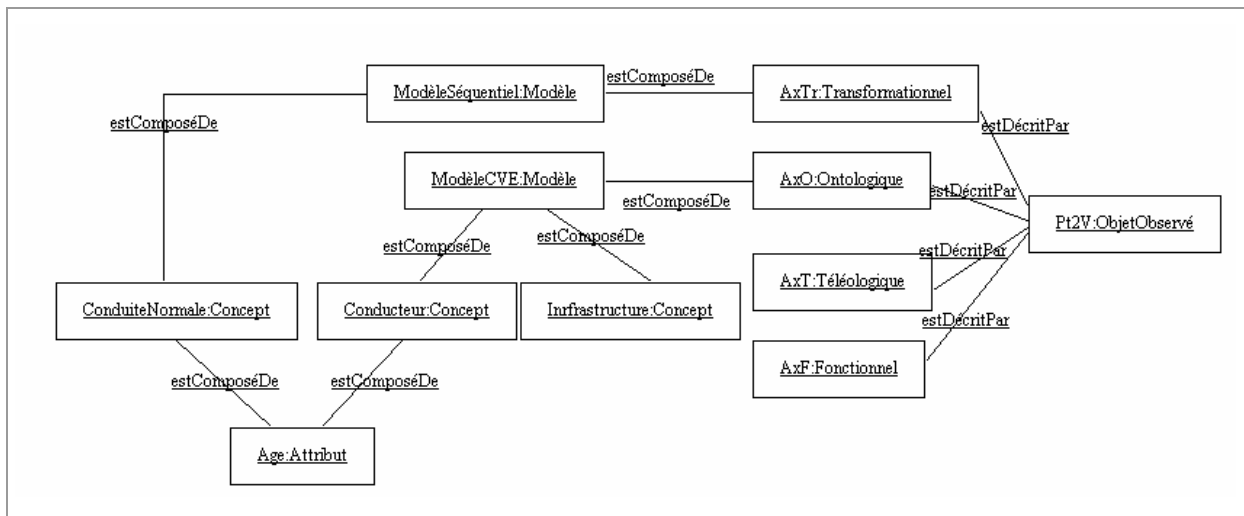 estComposéDe
ModèleSéquentiel:Modèle
AxTr:Transformationnel
estComposéDe
estDécritPar
ModèleCVE:Modèle
AxO:Ontologique
estDécritPar
estComposéDe
Pt2V:ObjetObservé
estComposéDe
estComposéDe
estDécritPar
AxT:Téléologique
ConduiteNormale:Concept
Conducteur:Concept
Inrfrastructure:Concept
estDécritPar
AxF:Fonctionnel
estComposéDe
estComposéDe
Age:Attribut